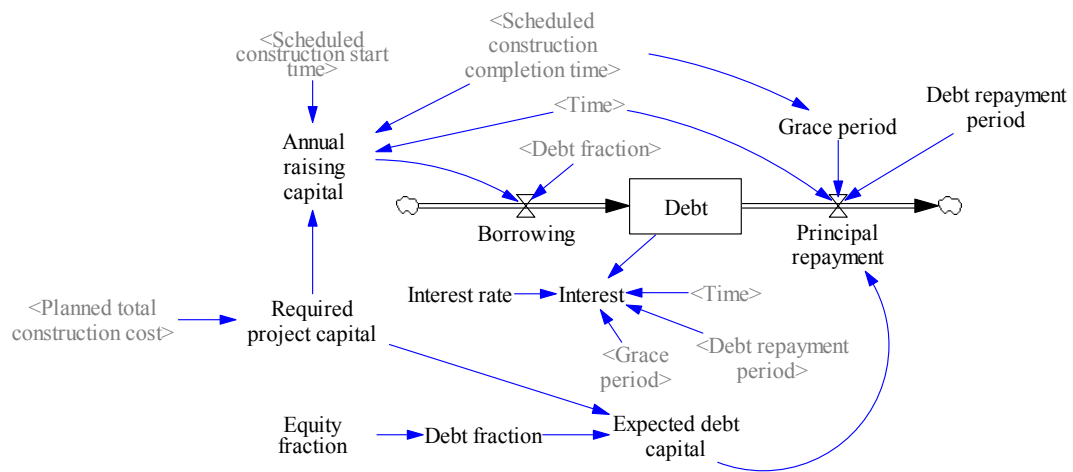 <Scheduled
construction start
time>
<Scheduled
construction
completion time>
<Time>
Debt repayment
period
Grace period
Annual
raising
capital
<Debt fraction>
Debt
Borrowing
Principal
repayment
<Planned total
construction cost>
Required
project capital
Interest rate
Interest
<Time>
<Grace
period>
<Debt repayment
period>
Equity
fraction
Debt fraction
Expected debt
capital